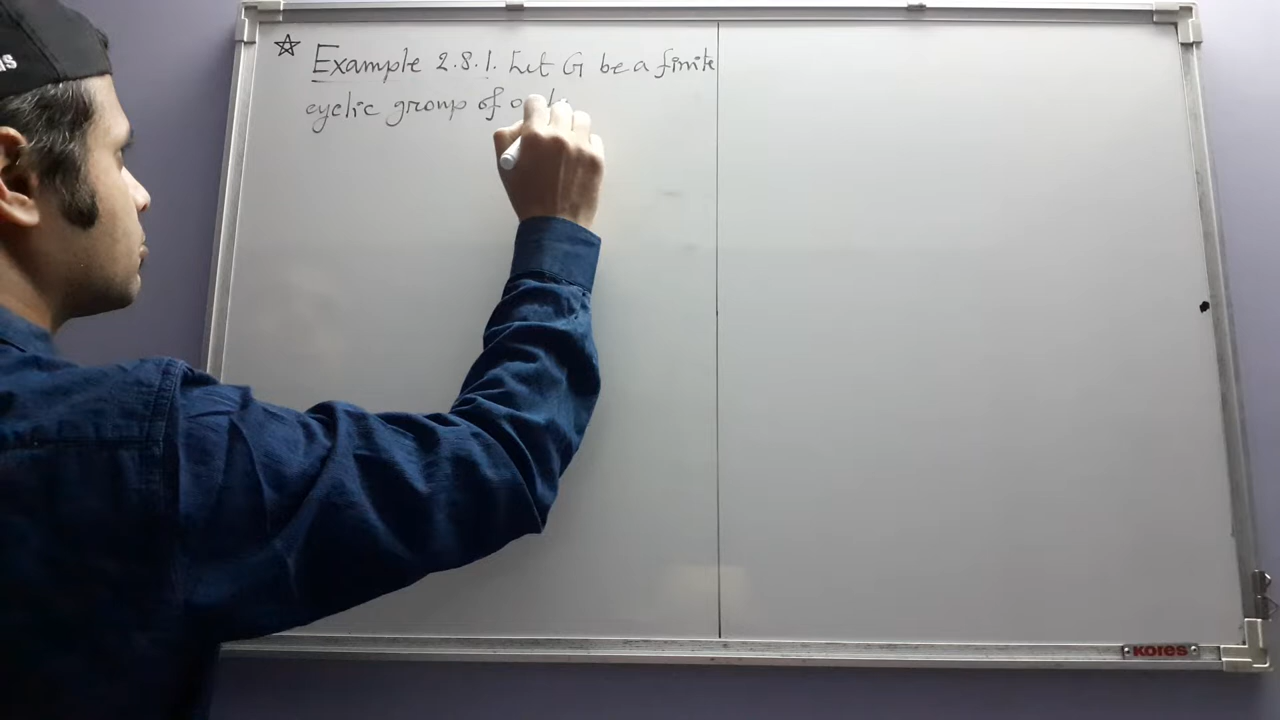 ☆ Example 2.8.1. Let G be a finite
cyclic group of
Kores